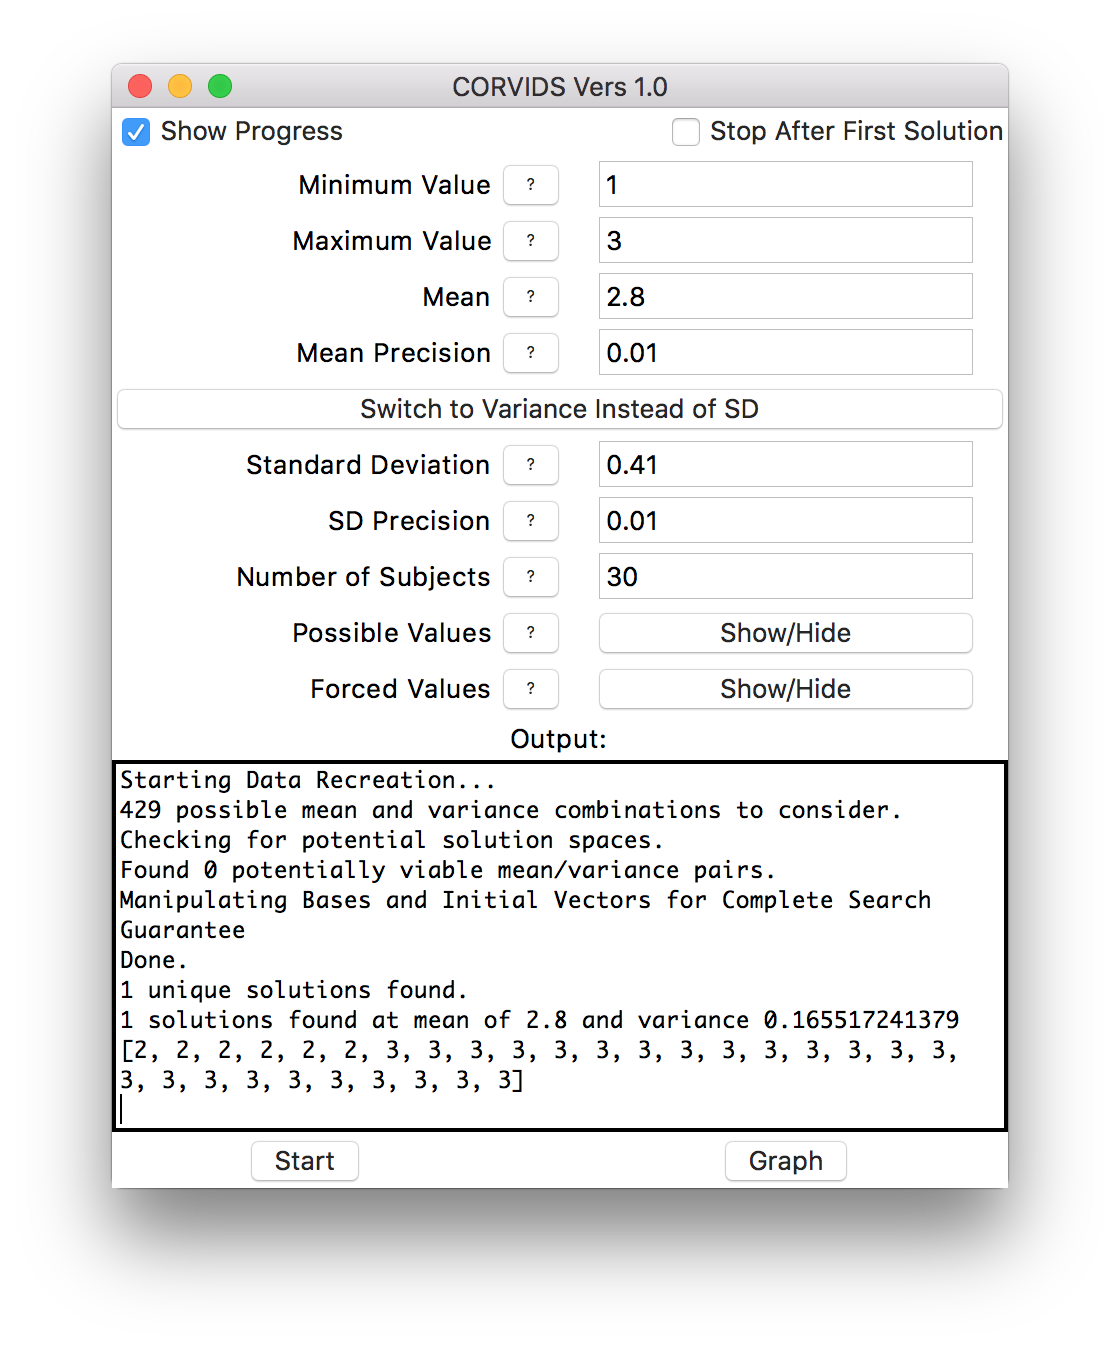 CORVIDS Vers 1.0
Show Progress Stop After First Solution
Minimum Value ? 1
Maximum Value ? 3
Mean ? 2.8
Mean Precision ? 0.01
Switch to Variance Instead of SD
Standard Deviation ? 0.41
SD Precision ? 0.01
Number of Subjects ? 30
Possible Values ? Show/Hide
Forced Values ? Show/Hide
Output:
Starting Data Recreation...
429 possible mean and variance combinations to consider.
Checking for potential solution spaces.
Found 0 potentially viable mean/variance pairs.
Manipulating Bases and Initial Vectors for Complete Search
Guarantee
Done.
1 unique solutions found.
1 solutions found at mean of 2.8 and variance 0.165517241379
[2, 2, 2, 2, 2, 2, 3, 3, 3, 3, 3, 3, 3, 3, 3, 3, 3, 3, 3, 3,
3, 3, 3, 3, 3, 3, 3, 3, 3, 3]
Start Graph